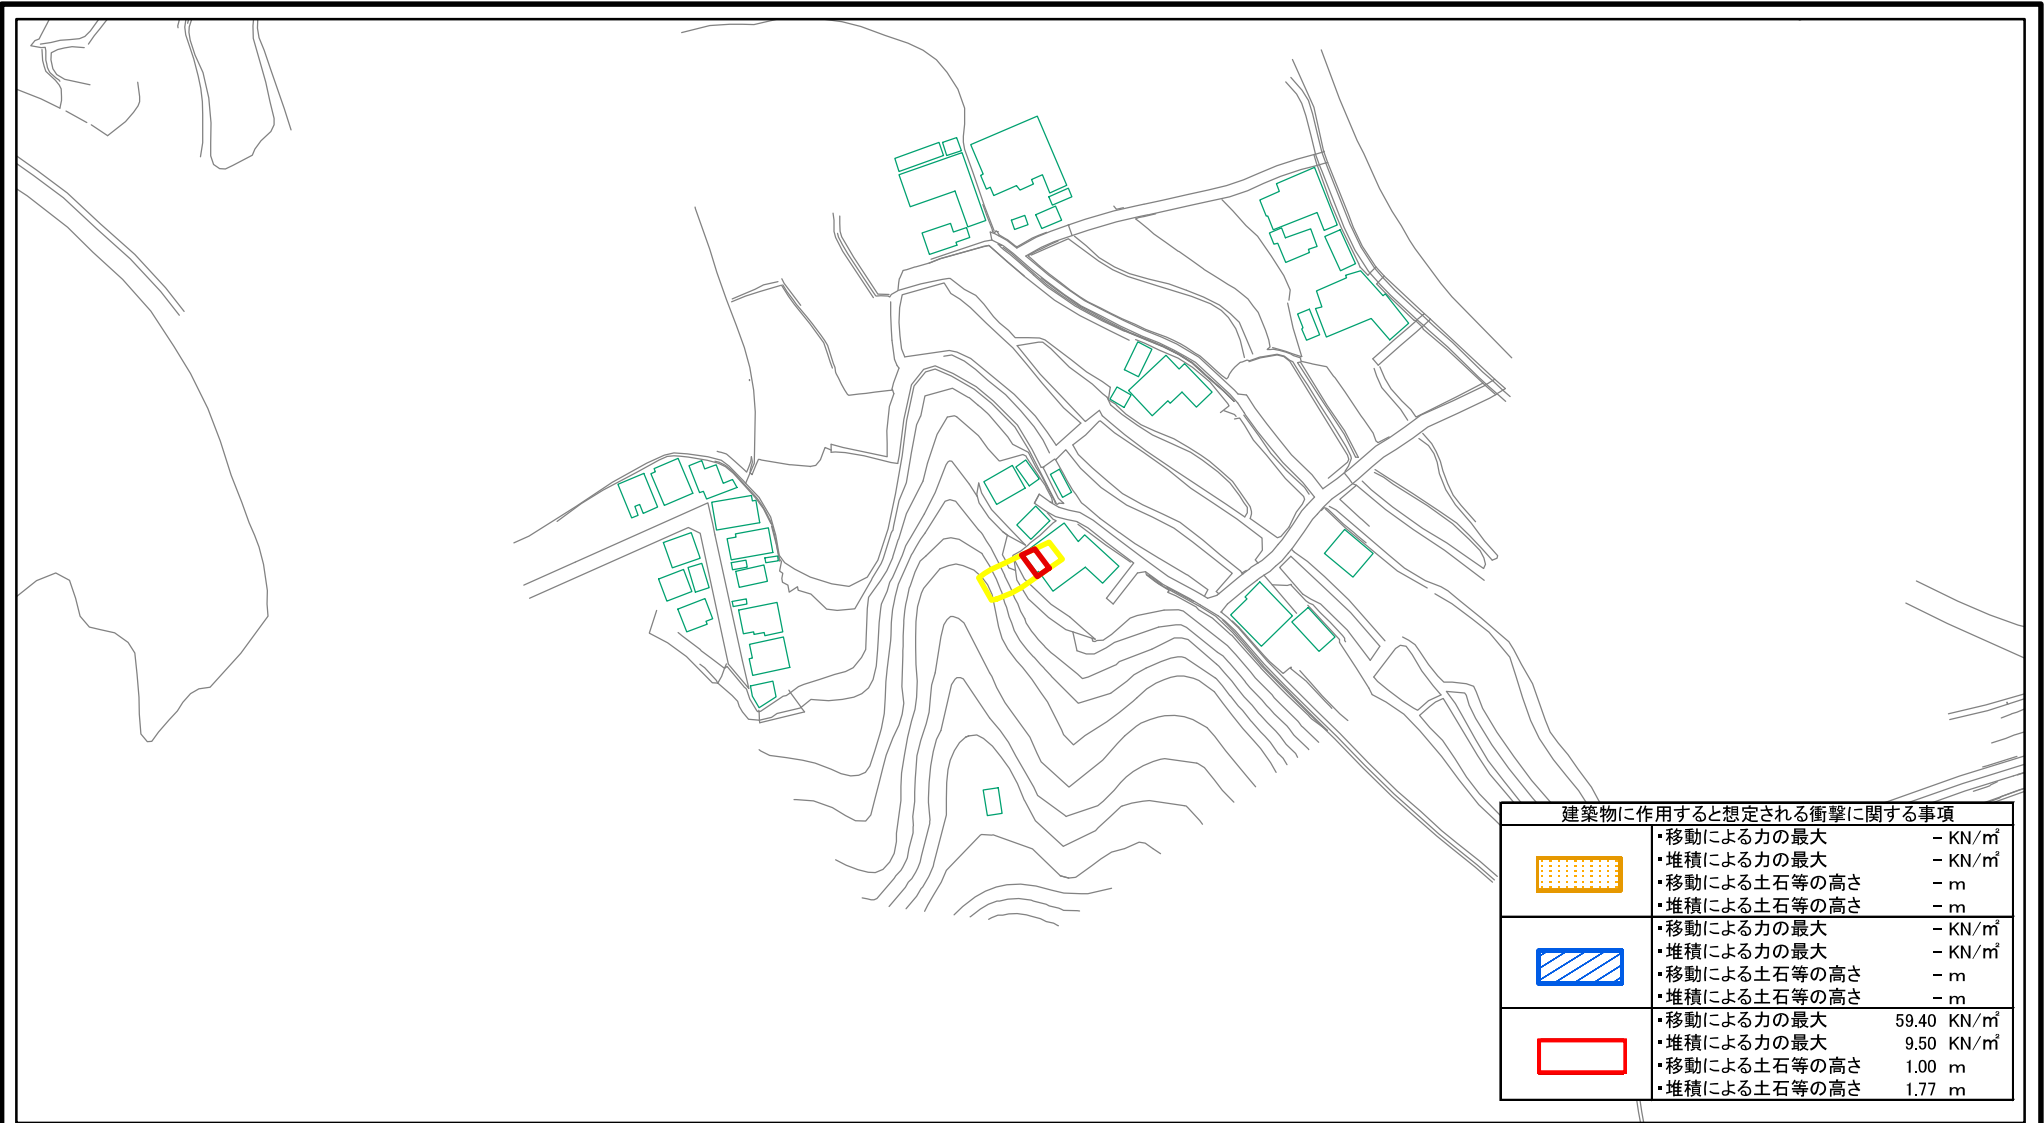 建築物に作用すると想定される衝撃に関する事項
・移動による力の最大 － KN/㎡
・堆積による力の最大 － KN/㎡
・移動による土石等の高さ － m
・堆積による土石等の高さ － m
・移動による力の最大 － KN/㎡
・堆積による力の最大 － KN/㎡
・移動による土石等の高さ － m
・堆積による土石等の高さ － m
・移動による力の最大 59.40 KN/㎡
・堆積による力の最大 9.50 KN/㎡
・移動による土石等の高さ 1.00 m
・堆積による土石等の高さ 1.77 m